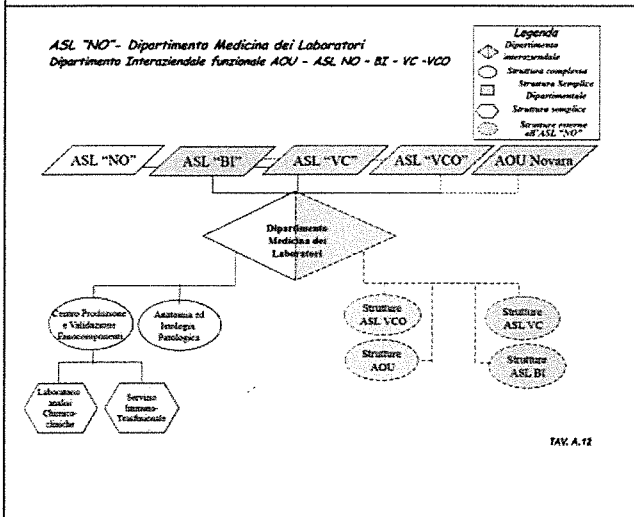 ASL "NO"- Dipartimento Medicina dei Laboratori
Dipartimento Interaziendale funzionale AOU - ASL NO - BI - VC -VCO
Legenda
Dipartimento
interaziendale
Struttura complessa
Struttura Semplice
Dipartimentale
Struttura semplice
Strutture esterne
all'ASL "NO"
ASL "NO"
ASL "BI"
ASL "VC"
ASL "VCO"
AOU Novara
Dipartimento
Medicina dei
Laboratori
Centro Produzione
e Validazione
Emocomponenti
Anatomia ed
Istologia
Patologica
Laboratorio
analisi
Chimico-
cliniche
Servizio
Immuno-
Trasfusionale
Strutture
ASL VCO
Strutture
AOU
Strutture
ASL VC
Strutture
ASL BI
TAV. A.12